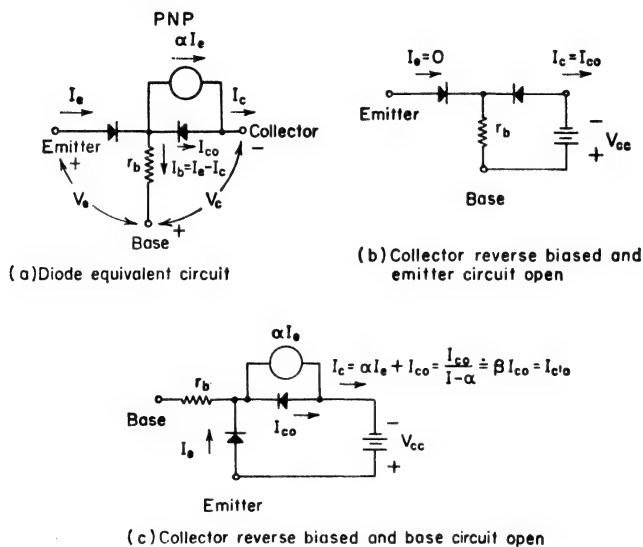 PNP
αIe
Ie
Ic
Emitter
Collector
+
−
rb
Ico
Ib=Ie-Ic
Ve
Vc
+
Base
(a) Diode equivalent circuit
Ie=0
Ic=Ico
Emitter
rb
−
+
Vcc
Base
(b) Collector reverse biased and
emitter circuit open
αIe
Ic = αIe + Ico = Ico/(I-α) ≐ βIco = Ic'o
rb
Base
Ico
Ie
−
+
Vcc
Emitter
(c) Collector reverse biased and base circuit open